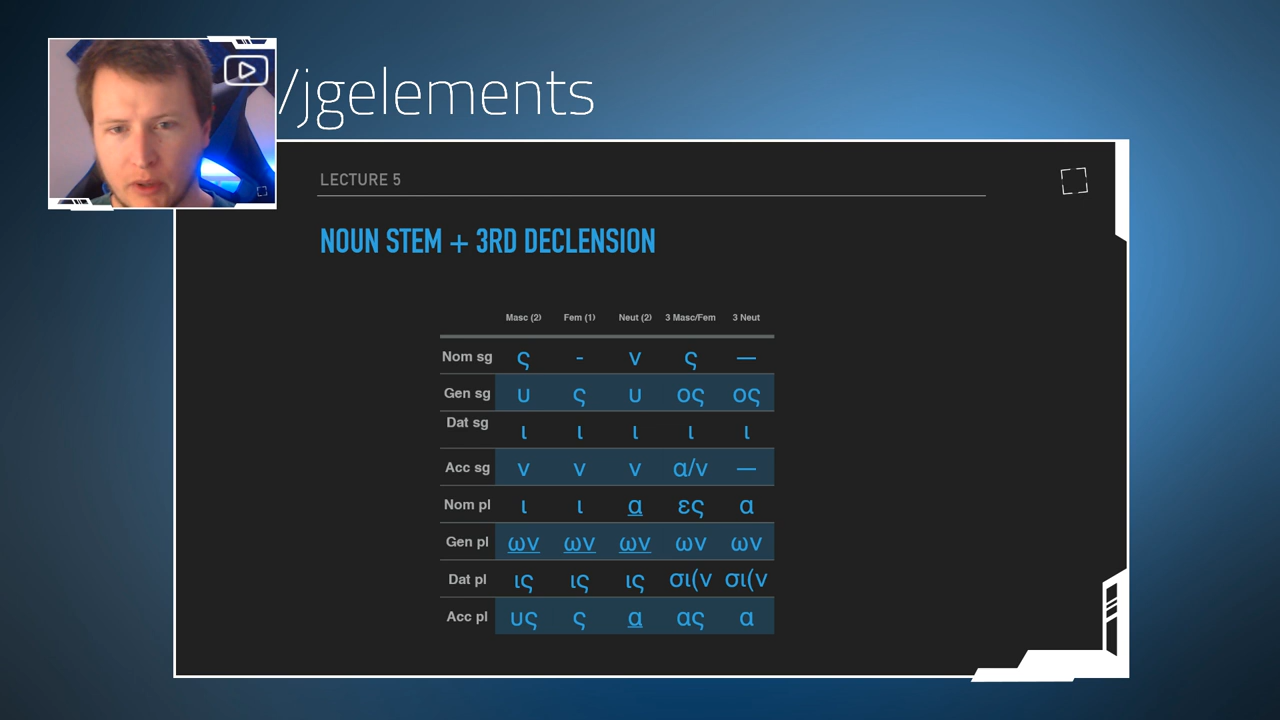 /jgelements
LECTURE 5
NOUN STEM + 3RD DECLENSION
Masc (2) Fem (1) Neut (2) 3 Masc/Fem 3 Neut
Nom sg ς - ν ς —
Gen sg υ ς υ ος ος
Dat sg ι ι ι ι ι
Acc sg ν ν ν α/ν —
Nom pl ι ι α ες α
Gen pl ων ων ων ων ων
Dat pl ις ις ις σι(ν σι(ν
Acc pl υς ς α ας α